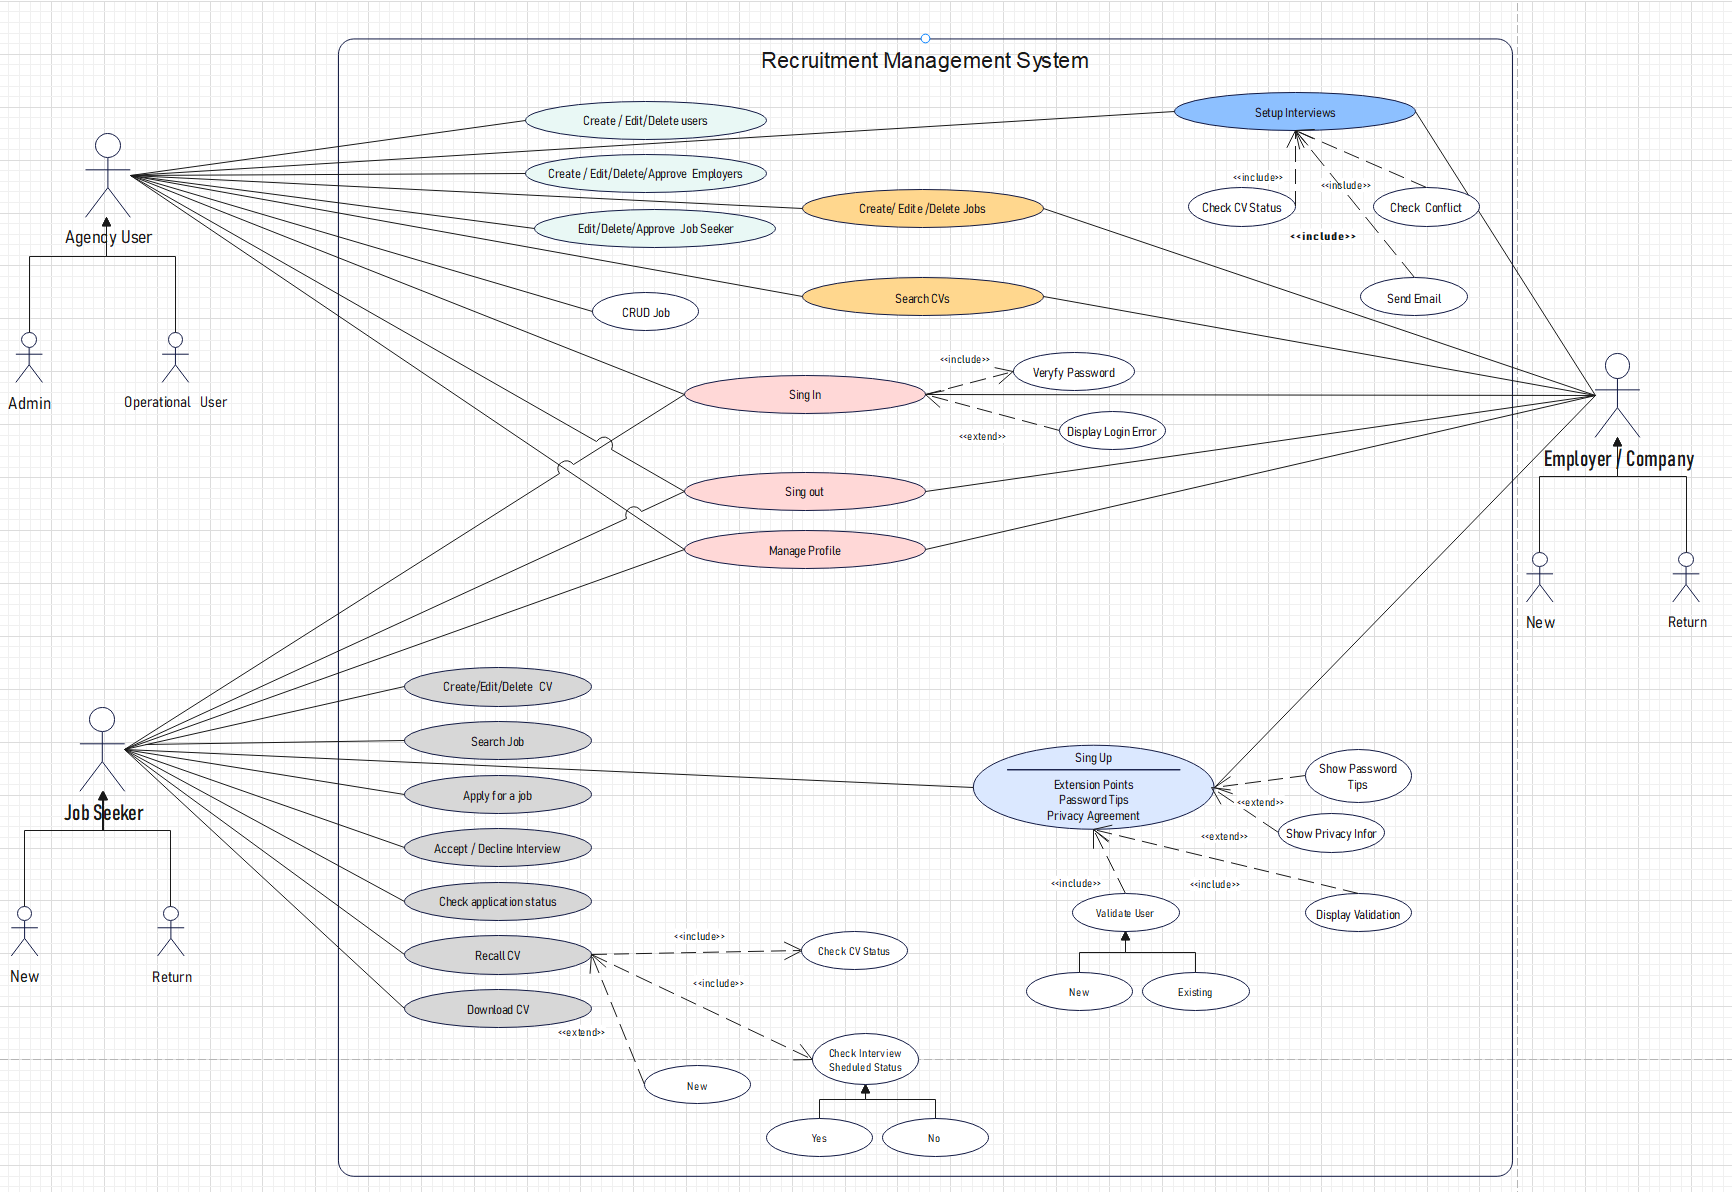 Recruitment Management System
Create / Edit/Delete users
Setup Interviews
Create / Edit/Delete/Approve Employers
<<include>>
<<include>>
Create/ Edite /Delete Jobs
Check CV Status
Check Conflict
Agency User
Edit/Delete/Approve Job Seeker
<<include>>
Search CVs
Send Email
CRUD Job
<<include>>
Veryfy Password
Admin
Operational User
Sing In
<<extend>>
Display Login Error
Employer / Company
Sing out
Manage Profile
New
Return
Create/Edit/Delete CV
Search Job
Sing Up
Extension Points
Password Tips
Privacy Agreement
Show Password
Tips
<<extend>>
Apply for a job
Job Seeker
<<extend>>
Show Privacy Infor
Accept / Decline Interview
<<include>>
<<include>>
Check application status
Validate User
Display Validation
<<include>>
Recall CV
Check CV Status
New
Return
<<include>>
New
Existing
Download CV
<<extend>>
Check Interview
Sheduled Status
New
Yes
No